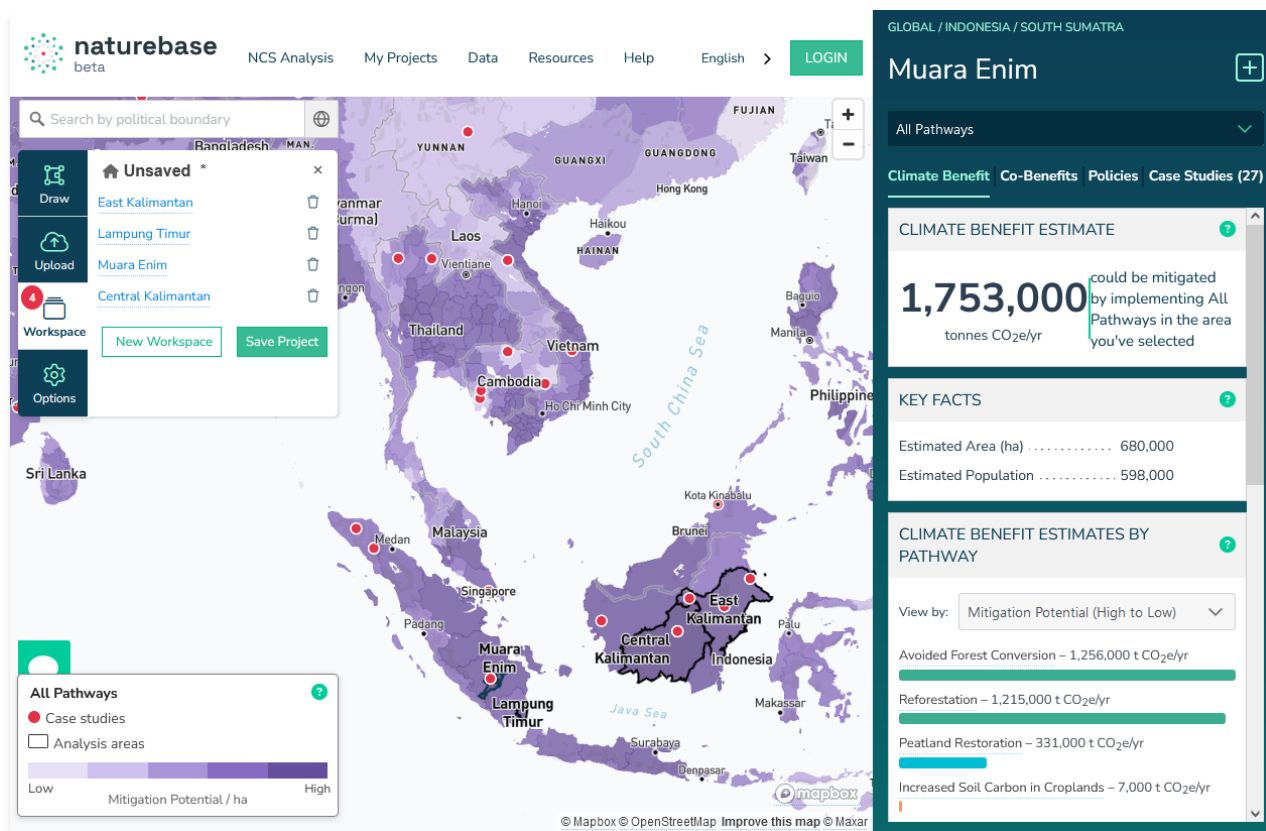 naturebase
beta
NCS Analysis
My Projects
Data
Resources
Help
English
LOGIN
Search by political boundary
Draw
Upload
4
Workspace
Options
Unsaved *
×
East Kalimantan
Lampung Timur
Muara Enim
Central Kalimantan
New Workspace
Save Project
+
−
Bangladesh
MAN.
YUNNAN
FUJIAN
GUANGXI
GUANGDONG
Taiwan
Hong Kong
Hanoi
Haikou
HAINAN
Laos
Vientiane
Thailand
Vietnam
Cambodia
Ho Chi Minh City
South China Sea
Baguio
Manila
Philippine
Sri Lanka
Kota Kinabalu
Brunei
Medan
Malaysia
Singapore
Padang
East
Kalimantan
Central
Kalimantan
Palu
Indonesia
Muara
Enim
Lampung
Timur
Java Sea
Makassar
Surabaya
Denpasar
All Pathways
?
Case studies
Analysis areas
Low
High
Mitigation Potential / ha
mapbox
© Mapbox © OpenStreetMap Improve this map © Maxar
GLOBAL / INDONESIA / SOUTH SUMATRA
Muara Enim
+
All Pathways
Climate Benefit
Co-Benefits
Policies
Case Studies (27)
CLIMATE BENEFIT ESTIMATE
?
1,753,000
tonnes CO₂e/yr
could be mitigated
by implementing All
Pathways in the area
you've selected
KEY FACTS
?
Estimated Area (ha) ............ 680,000
Estimated Population ........... 598,000
CLIMATE BENEFIT ESTIMATES BY
PATHWAY
?
View by:
Mitigation Potential (High to Low)
Avoided Forest Conversion – 1,256,000 t CO₂e/yr
Reforestation – 1,215,000 t CO₂e/yr
Peatland Restoration – 331,000 t CO₂e/yr
Increased Soil Carbon in Croplands – 7,000 t CO₂e/yr